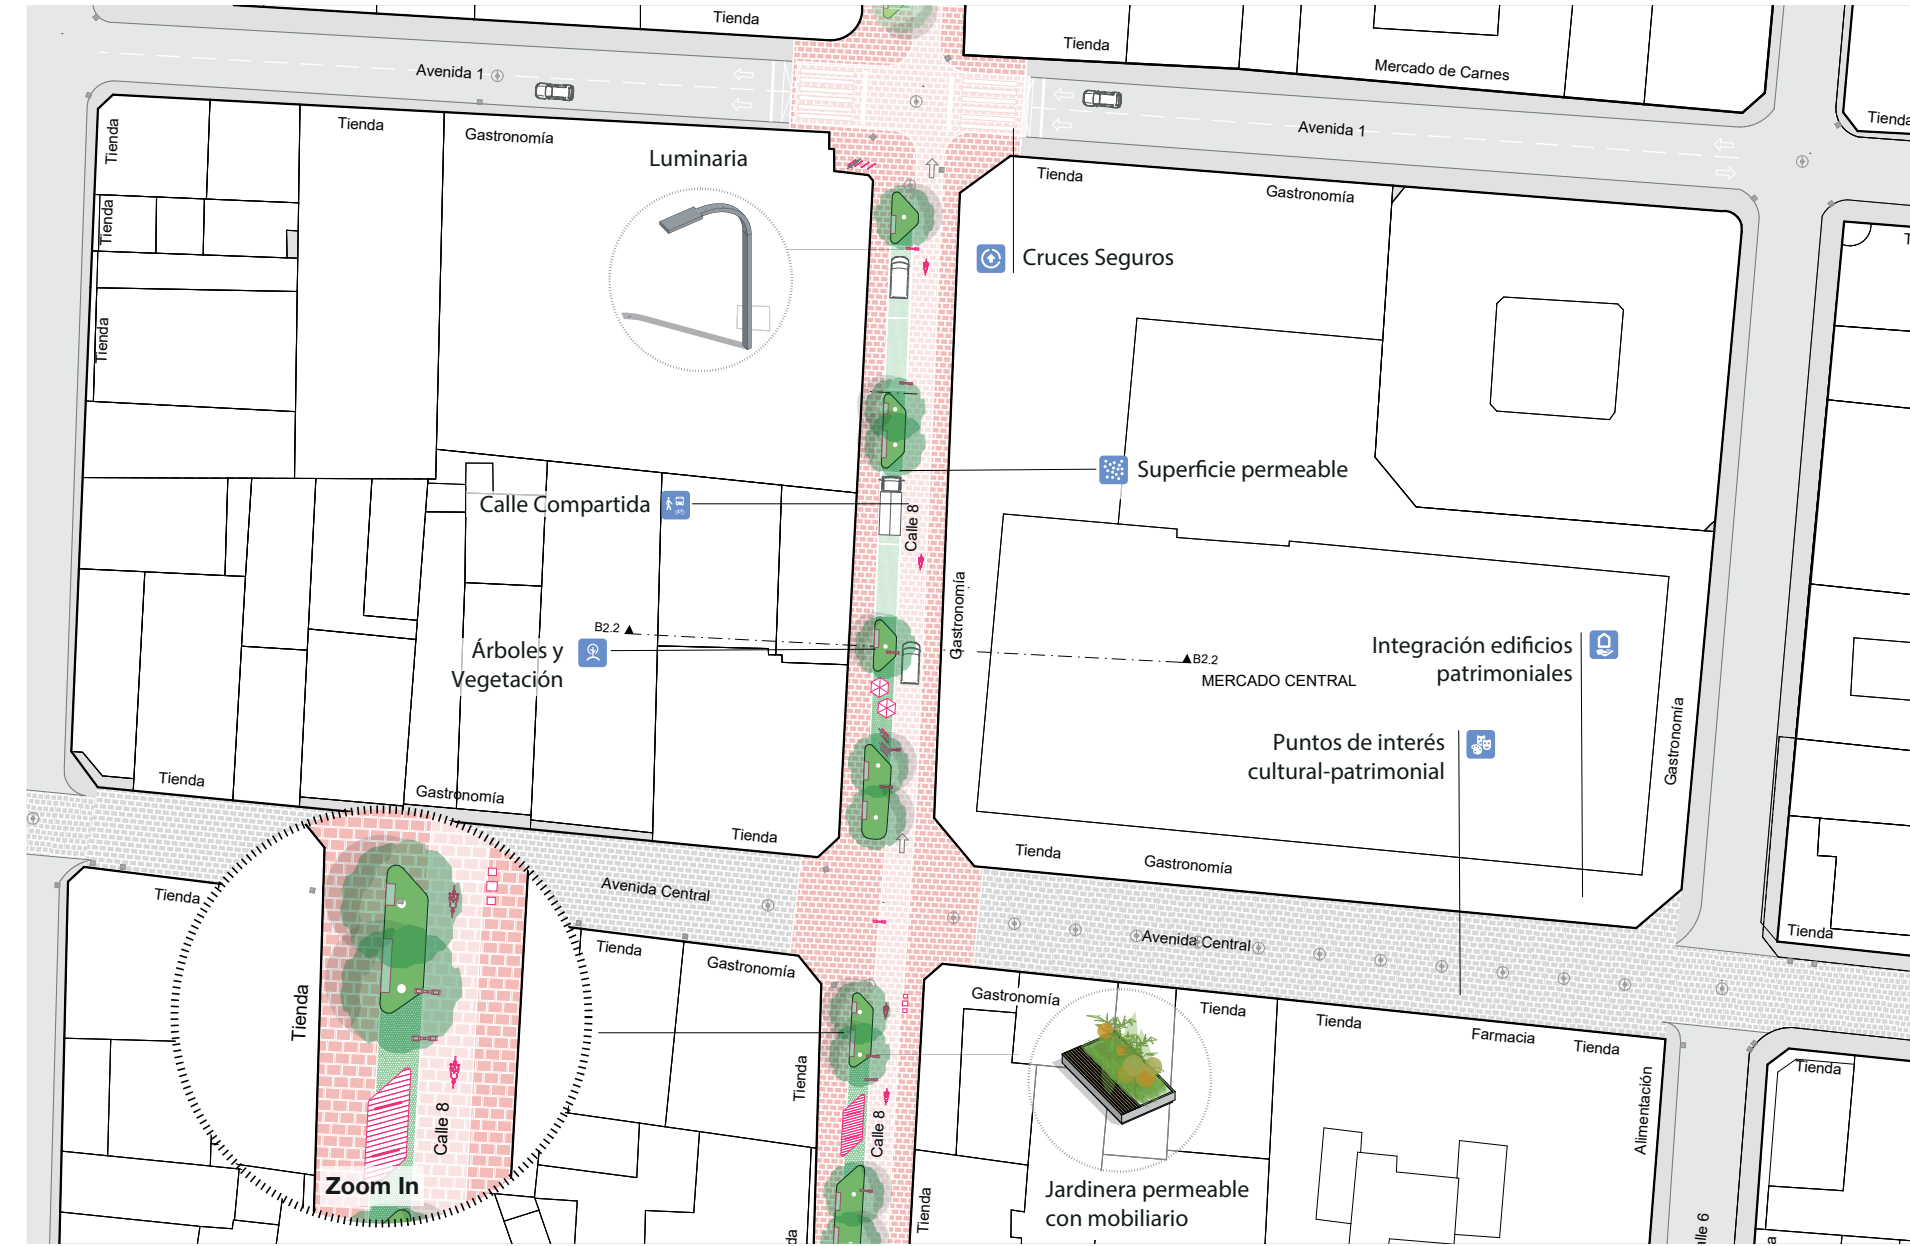 Tienda
Tienda
Mercado de Carnes
Avenida 1
Avenida 1
Tienda
Tienda
Tienda
Gastronomía
Luminaria
Tienda
Gastronomía
Tienda
Cruces Seguros
Tienda
Superficie permeable
Calle Compartida
Calle 8
Gastronomía
B2.2
Árboles y
Vegetación
B2.2
MERCADO CENTRAL
Integración edificios
patrimoniales
Gastronomía
Puntos de interés
cultural-patrimonial
Tienda
Gastronomía
Tienda
Tienda
Gastronomía
Avenida Central
Avenida Central
Tienda
Tienda
Tienda
Gastronomía
Gastronomía
Tienda
Tienda
Farmacia
Tienda
Tienda
Tienda
Tienda
Calle 8
Calle 8
Alimentación
Zoom In
Jardinera permeable
con mobiliario
Tienda